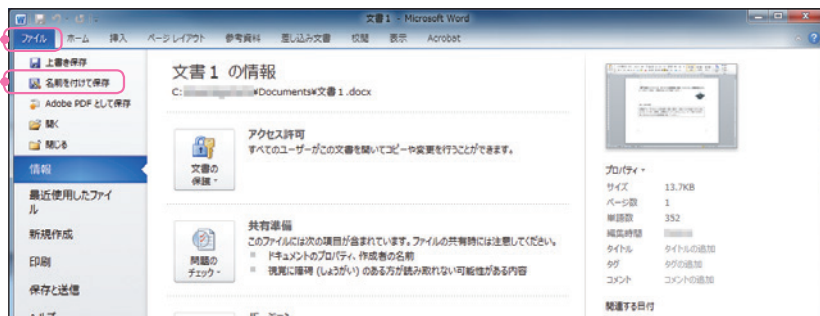 文書1 - Microsoft Word
ファイル ホーム 挿入 ページ レイアウト 参考資料 差し込み文書 校閲 表示 Acrobat
上書き保存
名前を付けて保存
Adobe PDF として保存
開く
閉じる
情報
最近使用したファイル
新規作成
印刷
保存と送信
文書1 の情報
C: ¥Documents¥文書1.docx
文書の
保護
アクセス許可
すべてのユーザーがこの文書を開いてコピーや変更を行うことができます。
問題の
チェック
共有準備
このファイルには次の項目が含まれています。ファイルの共有時には注意してください。
ドキュメントのプロパティ、作成者の名前
視覚に障碍 (しょうがい) のある方が読み取れない可能性がある内容
プロパティ
サイズ 13.7KB
ページ数 1
単語数 352
編集時間
タイトル タイトルの追加
タグ タグの追加
コメント コメントの追加
関連する日付